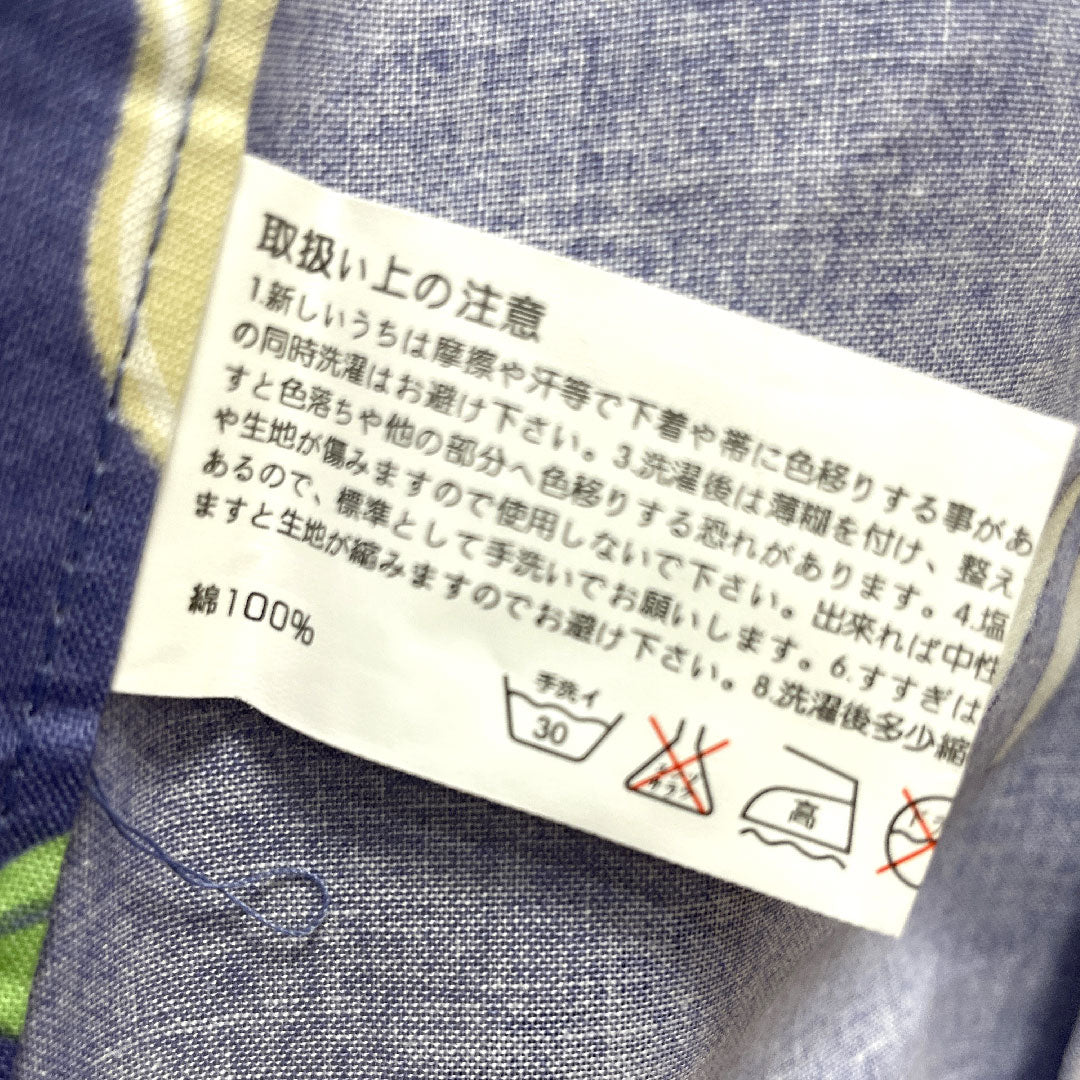 取扱い上の注意
1.新しいうちは摩擦や汗等で下着や帯に色移りする事があ
の同時洗濯はお避け下さい。3.洗濯後は薄糊を付け、整え
すと色落ちや他の部分へ色移りする恐れがあります。4.塩
や生地が傷みますので使用しないで下さい。出来れば中性
あるので、標準として手洗いでお願いします。6.すすぎは
ますと生地が縮みますのでお避け下さい。8.洗濯後多少縮
綿100%
手洗イ
30
高